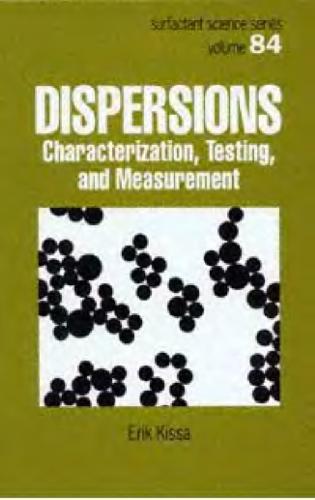 surfactant science series
volume 84
DISPERSIONS
Characterization, Testing,
and Measurement
Erik Kissa